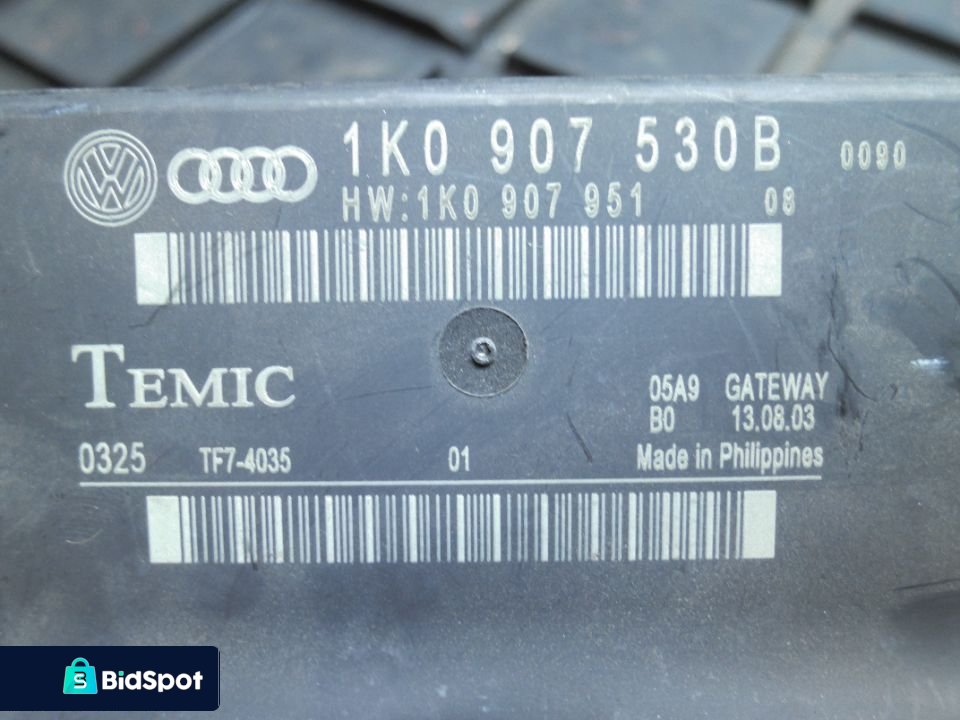 1K0 907 530B 0090
HW:1K0 907 951 08
TEMIC
05A9 GATEWAY
B0 13.08.03
0325 TF7-4035 01 Made in Philippines
BidSpot